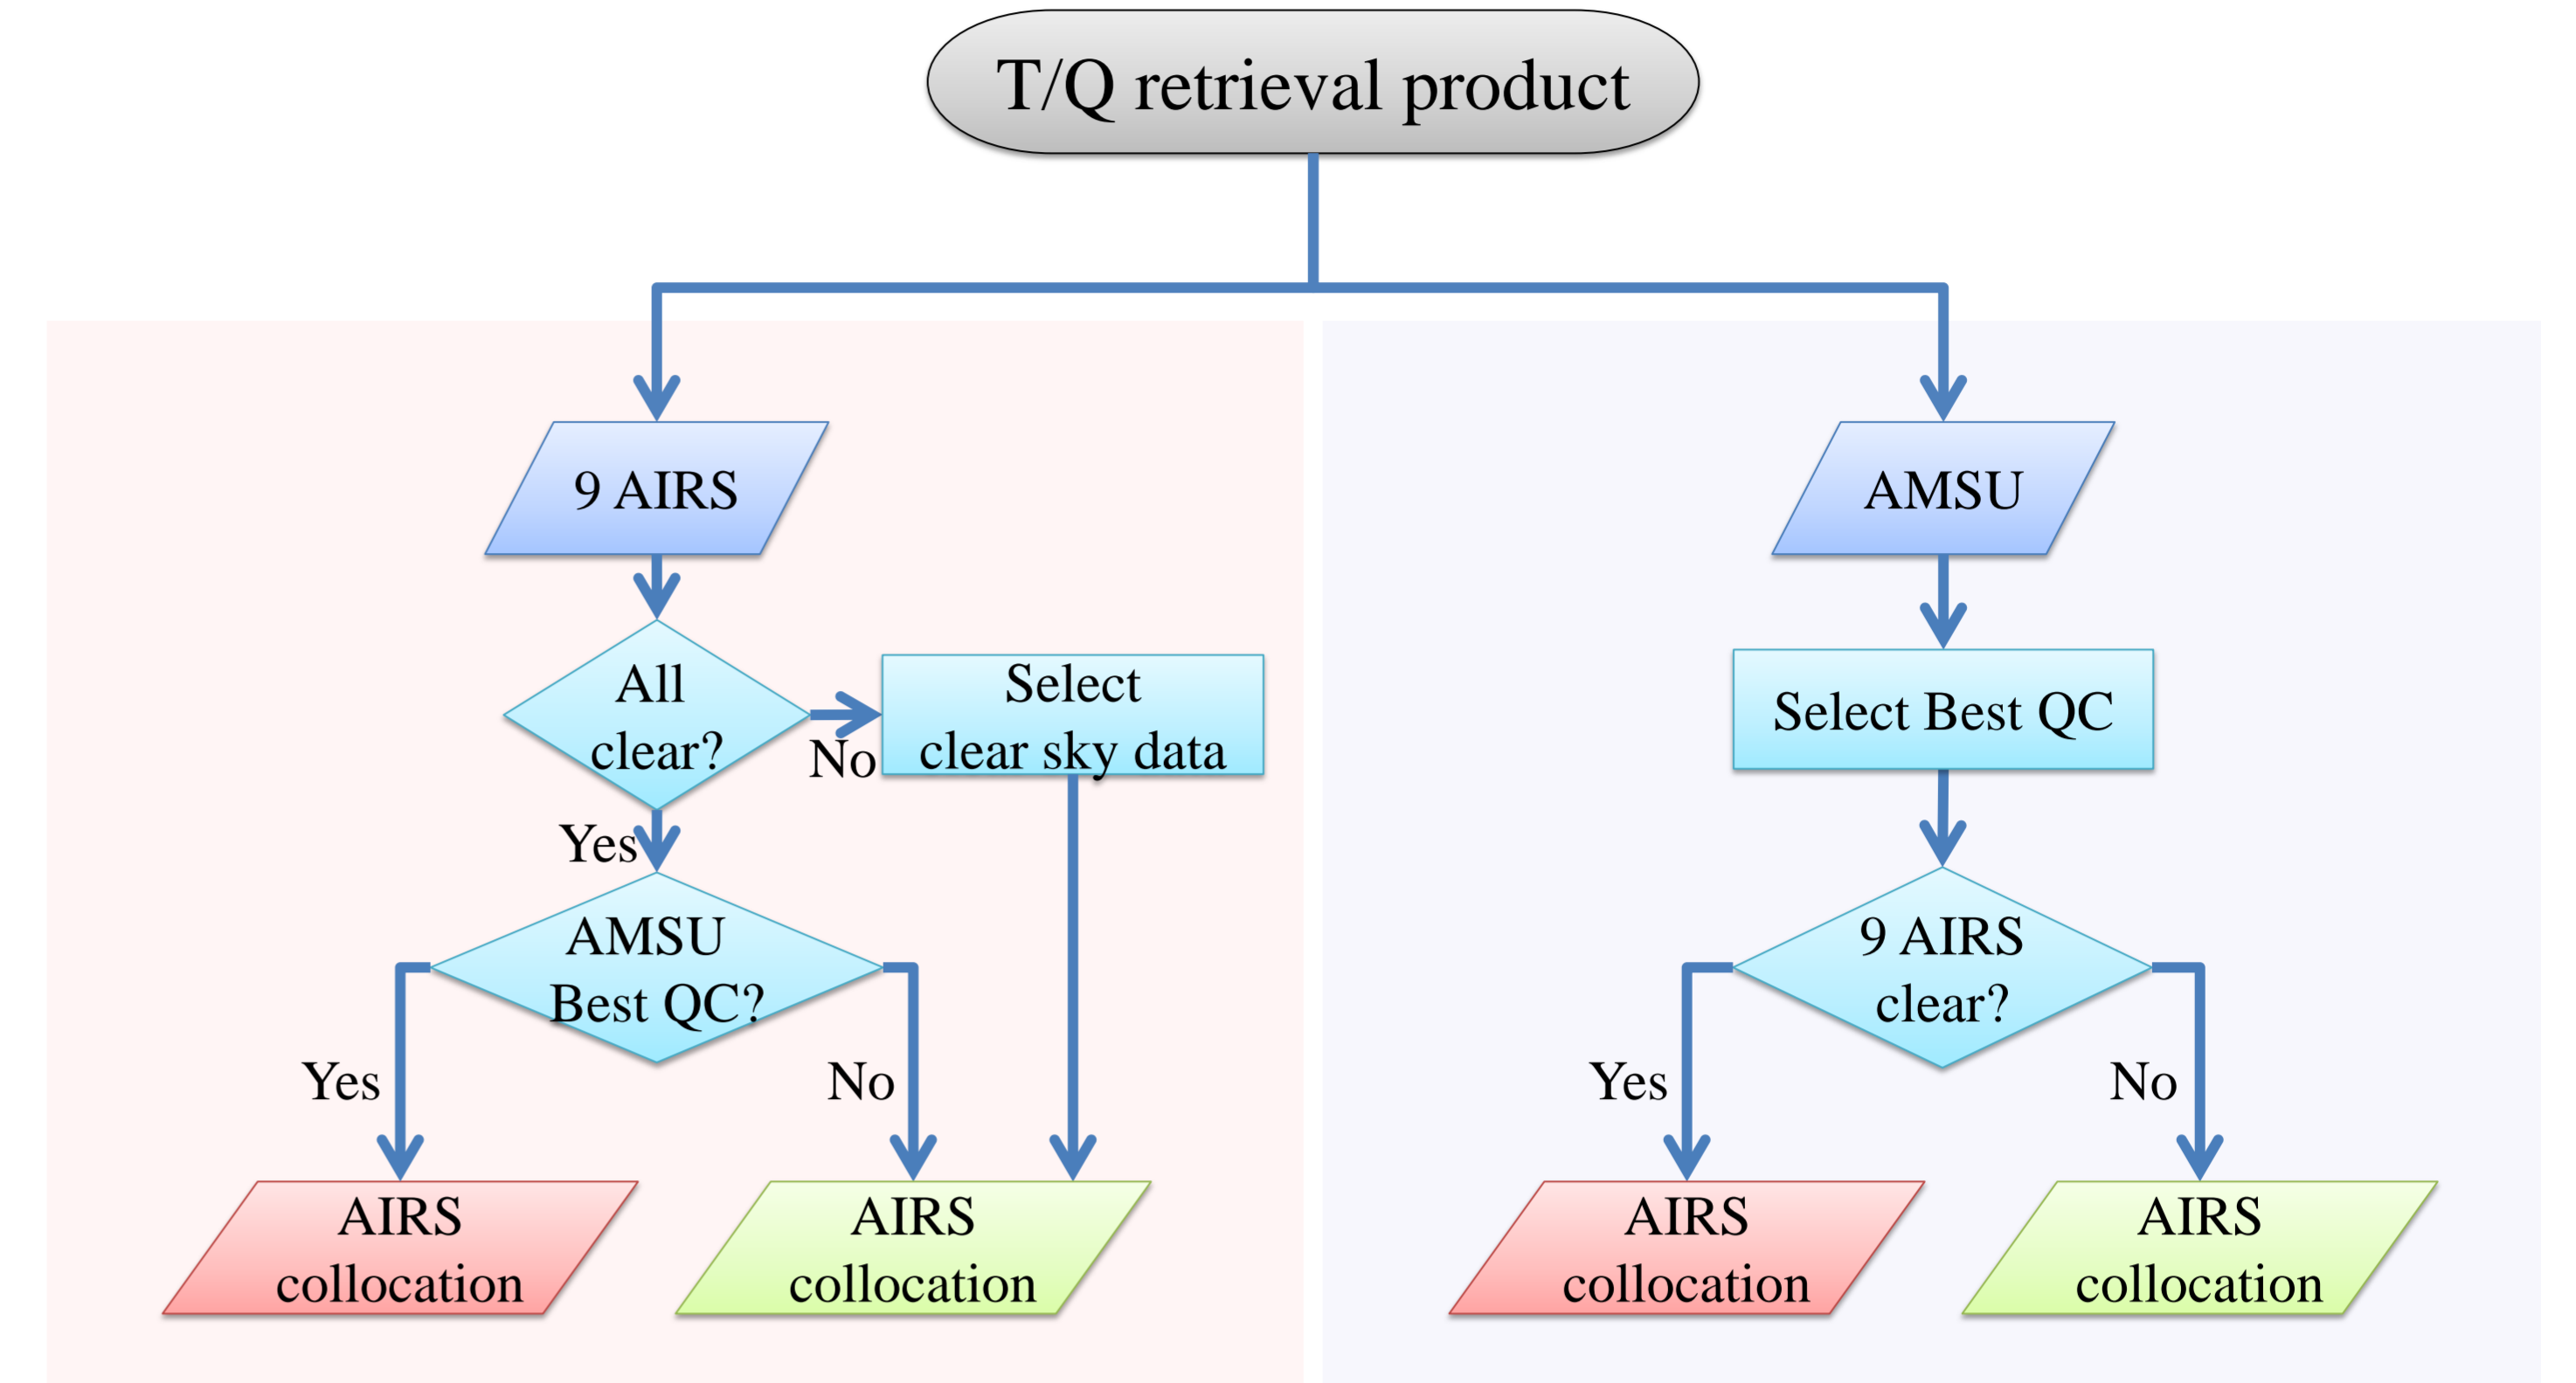 T/Q retrieval product
9 AIRS
All
clear?
No
Select
clear sky data
Yes
AMSU
Best QC?
Yes
No
AIRS
collocation
AIRS
collocation
AMSU
Select Best QC
9 AIRS
clear?
Yes
No
AIRS
collocation
AIRS
collocation